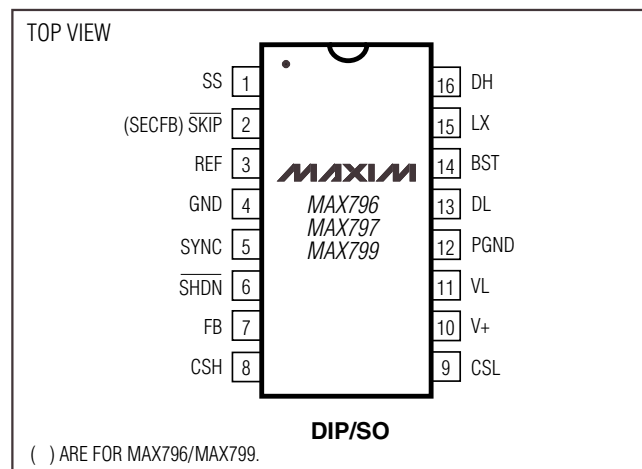 TOP VIEW
SS 1
(SECFB) SKIP 2
REF 3
GND 4
SYNC 5
SHDN 6
FB 7
CSH 8
MAXIM
MAX796
MAX797
MAX799
16 DH
15 LX
14 BST
13 DL
12 PGND
11 VL
10 V+
9 CSL
DIP/SO
( ) ARE FOR MAX796/MAX799.